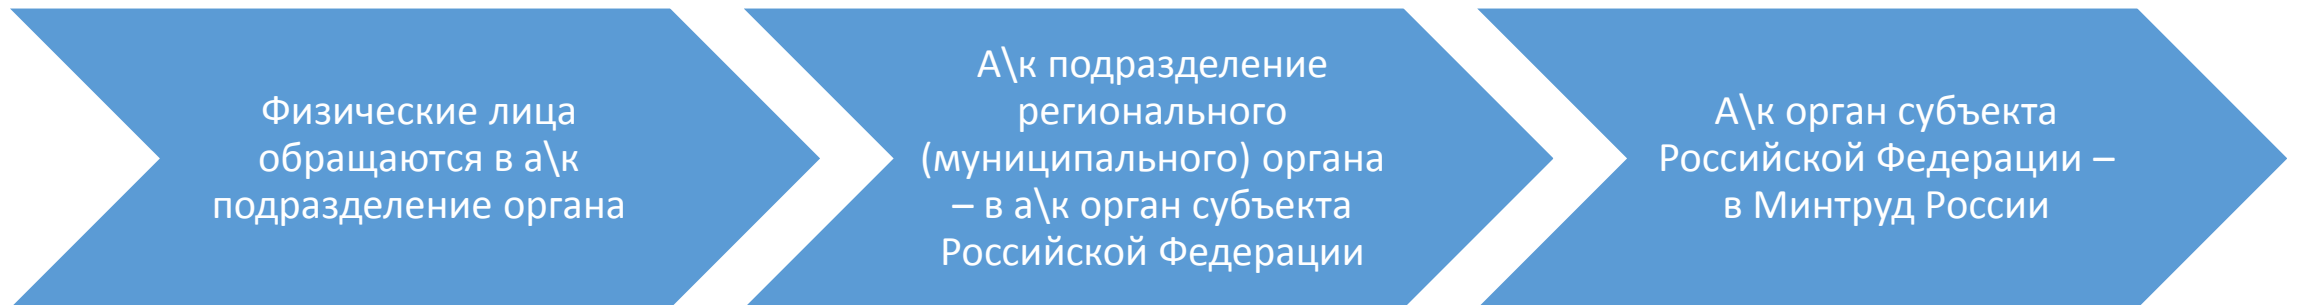 Физические лица
обращаются в а\к
подразделение органа
А\к подразделение
регионального
(муниципального) органа
– в а\к орган субъекта
Российской Федерации
А\к орган субъекта
Российской Федерации –
в Минтруд России